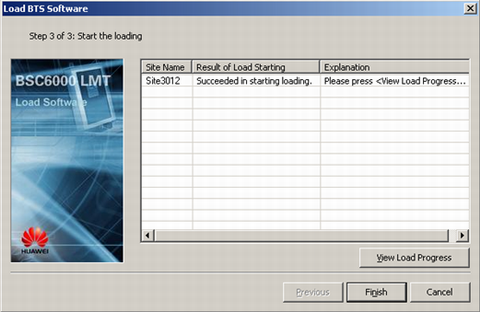 Load BTS Software
Step 3 of 3: Start the loading
BSC6000 LMT
Load Software
HUAWEI
Site Name Result of Load Starting Explanation
Site3012 Succeeded in starting loading. Please press <View Load Progress...
View Load Progress
Previous Finish Cancel